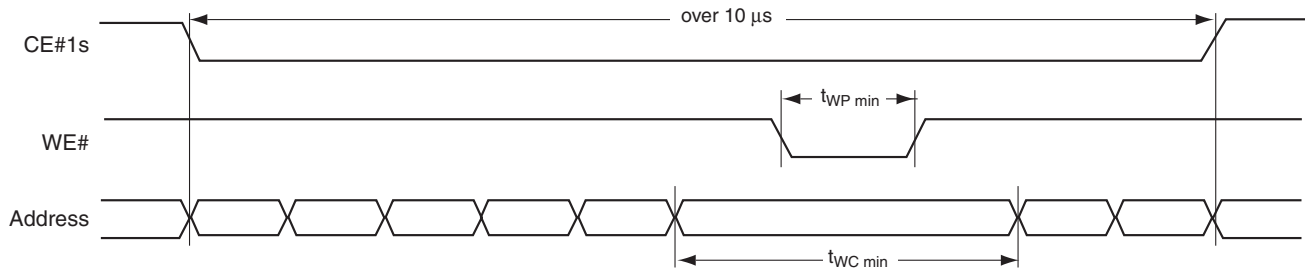 over 10 μs
CE#1s
tWP min
WE#
Address
tWC min